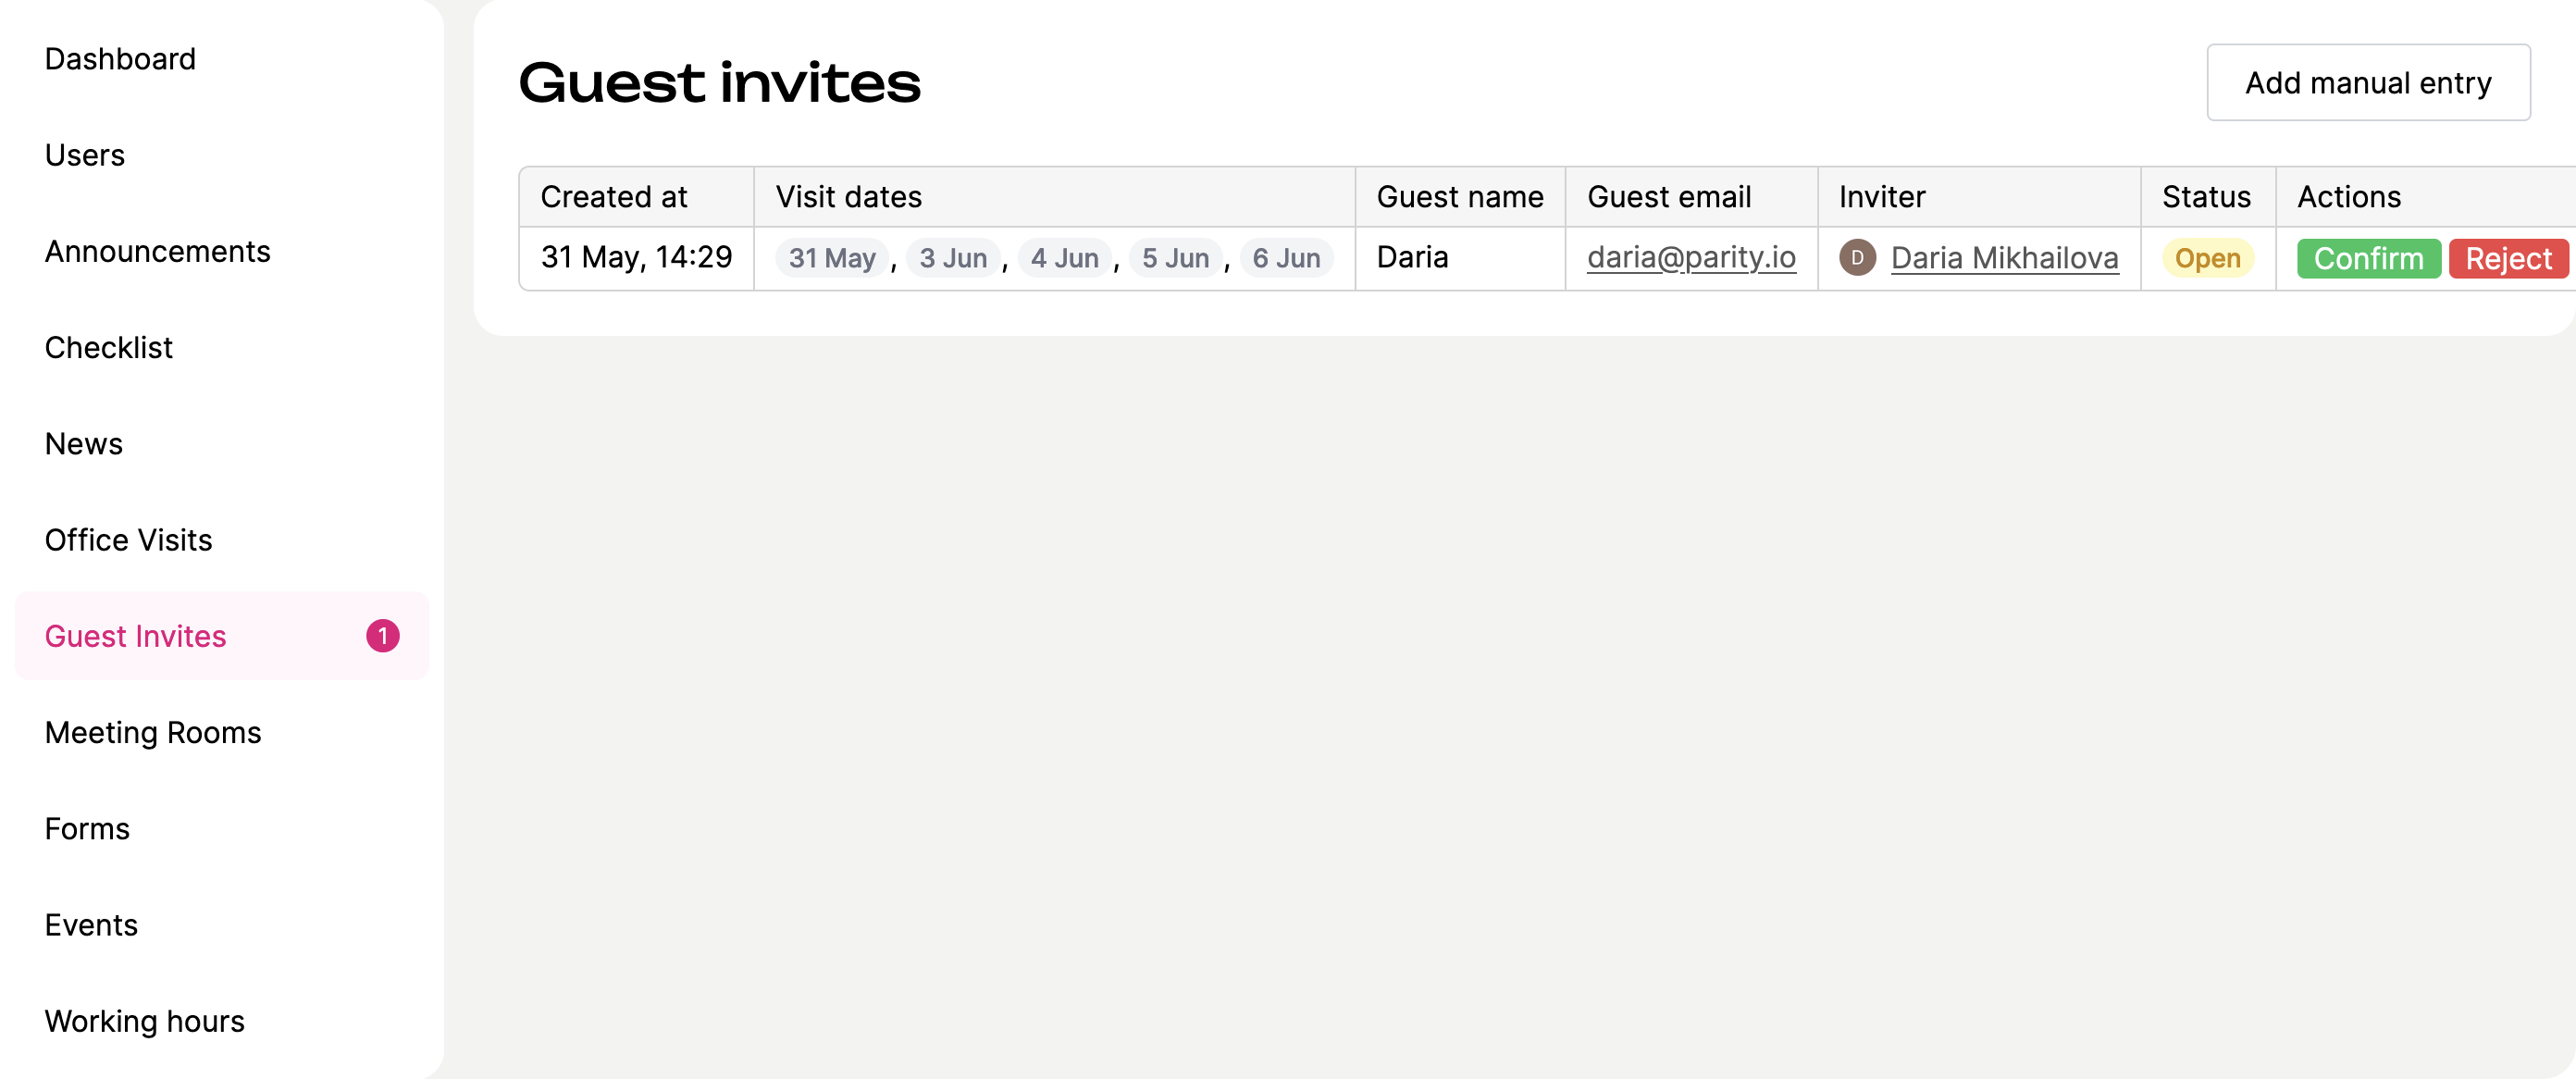 Dashboard
Users
Announcements
Checklist
News
Office Visits
Guest Invites 1
Meeting Rooms
Forms
Events
Working hours
Guest invites
Add manual entry
Created at Visit dates Guest name Guest email Inviter Status Actions
31 May, 14:29 31 May, 3 Jun, 4 Jun, 5 Jun, 6 Jun Daria daria@parity.io D Daria Mikhailova Open Confirm Reject